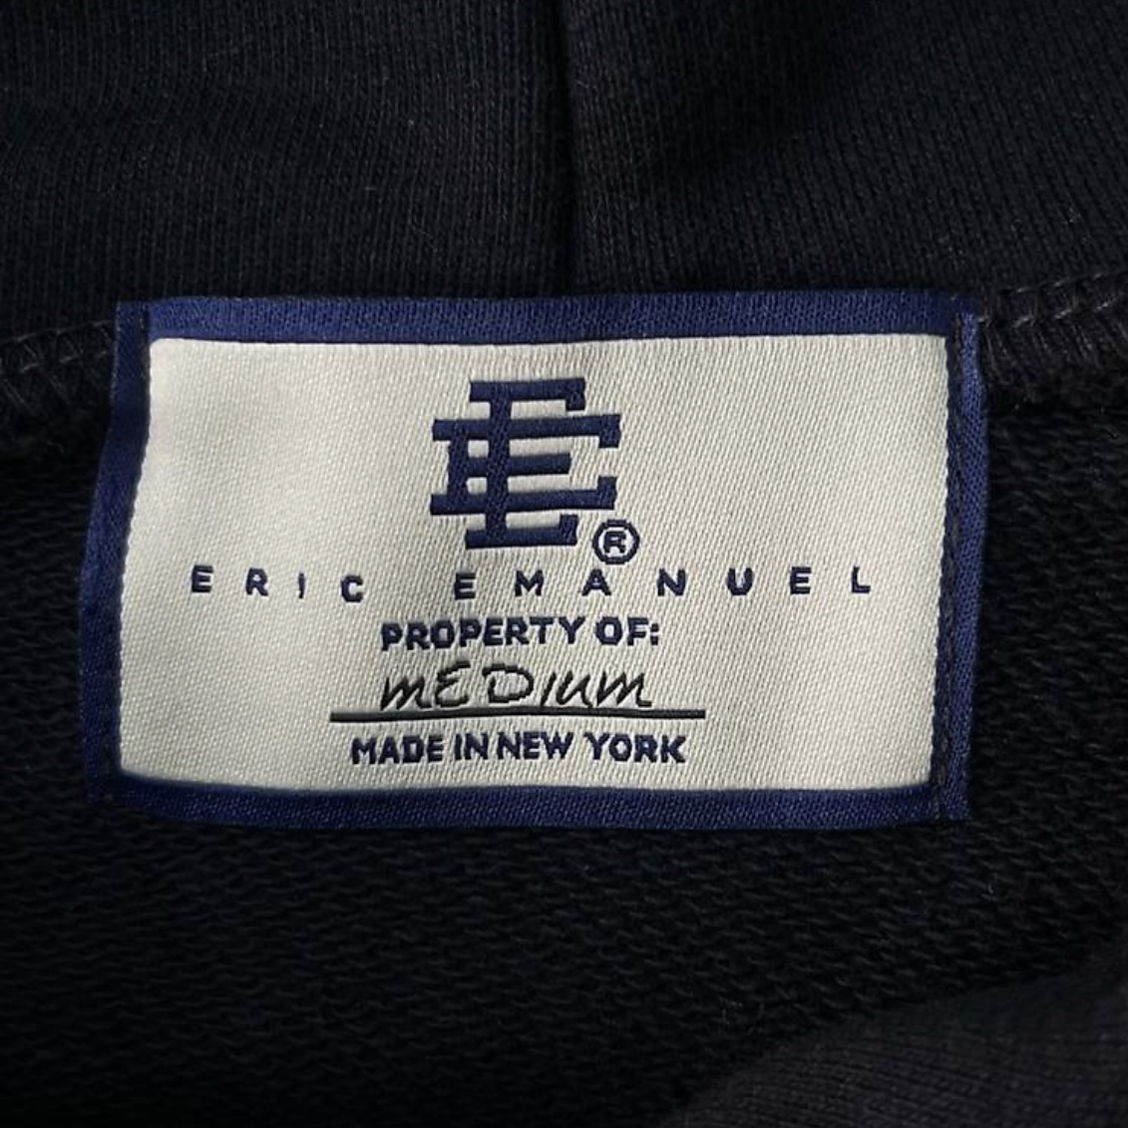 EE®
ERIC EMANUEL
PROPERTY OF:
mEDIum
MADE IN NEW YORK